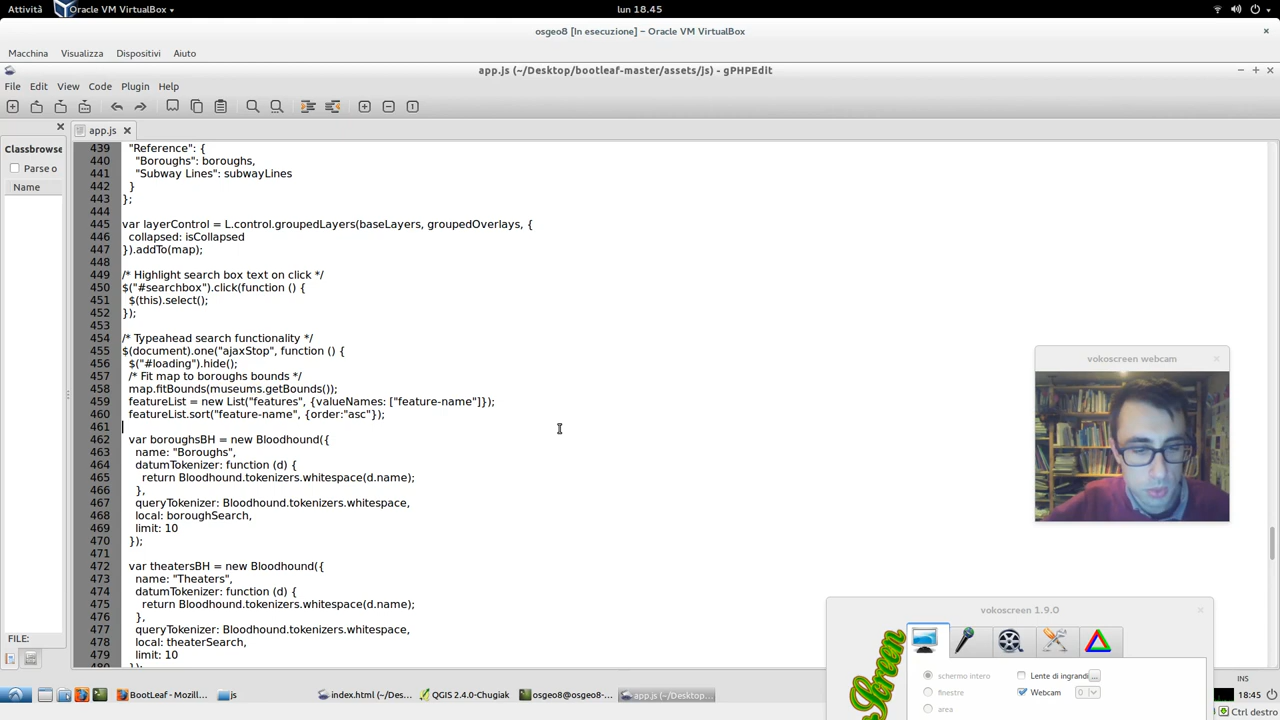 Attività
Oracle VM VirtualBox
lun 18.45
osgeo8 [In esecuzione] – Oracle VM VirtualBox
Macchina
Visualizza
Dispositivi
Aiuto
app.js (~/Desktop/bootleaf-master/assets/js) - gPHPEdit
File
Edit
View
Code
Plugin
Help
app.js
Classbrowse
Parse o
Name
439 "Reference": {
440 "Boroughs": boroughs,
441 "Subway Lines": subwayLines
442 }
443 };
444
445 var layerControl = L.control.groupedLayers(baseLayers, groupedOverlays, {
446 collapsed: isCollapsed
447 }).addTo(map);
448
449 /* Highlight search box text on click */
450 $("#searchbox").click(function () {
451 $(this).select();
452 });
453
454 /* Typeahead search functionality */
455 $(document).one("ajaxStop", function () {
456 $("#loading").hide();
457 /* Fit map to boroughs bounds */
458 map.fitBounds(museums.getBounds());
459 featureList = new List("features", {valueNames: ["feature-name"]});
460 featureList.sort("feature-name", {order:"asc"});
461
462 var boroughsBH = new Bloodhound({
463 name: "Boroughs",
464 datumTokenizer: function (d) {
465 return Bloodhound.tokenizers.whitespace(d.name);
466 },
467 queryTokenizer: Bloodhound.tokenizers.whitespace,
468 local: boroughSearch,
469 limit: 10
470 });
471
472 var theatersBH = new Bloodhound({
473 name: "Theaters",
474 datumTokenizer: function (d) {
475 return Bloodhound.tokenizers.whitespace(d.name);
476 },
477 queryTokenizer: Bloodhound.tokenizers.whitespace,
478 local: theaterSearch,
479 limit: 10
480 });
FILE:
vokoscreen webcam
vokoscreen 1.9.0
schermo intero
finestre
area
Lente di ingrandi
...
Webcam
0
Screen
INS
BootLeaf - Mozill...
js
index.html (~/Des...
QGIS 2.4.0-Chugiak
osgeo8@osgeo8-...
app.js (~/Desktop...
18:45
Ctrl destro